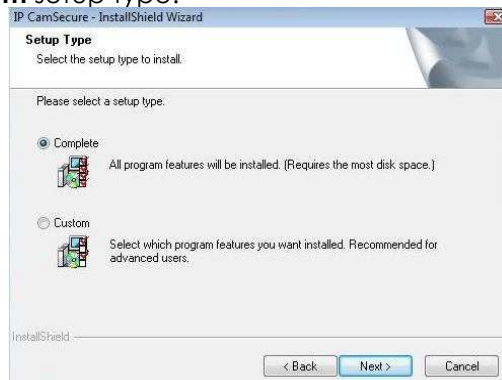 setup type.
IP CamSecure - InstallShield Wizard
Setup Type
Select the setup type to install.
Please select a setup type.
Complete
All program features will be installed. (Requires the most disk space.)
Custom
Select which program features you want installed. Recommended for
advanced users.
InstallShield
< Back Next > Cancel